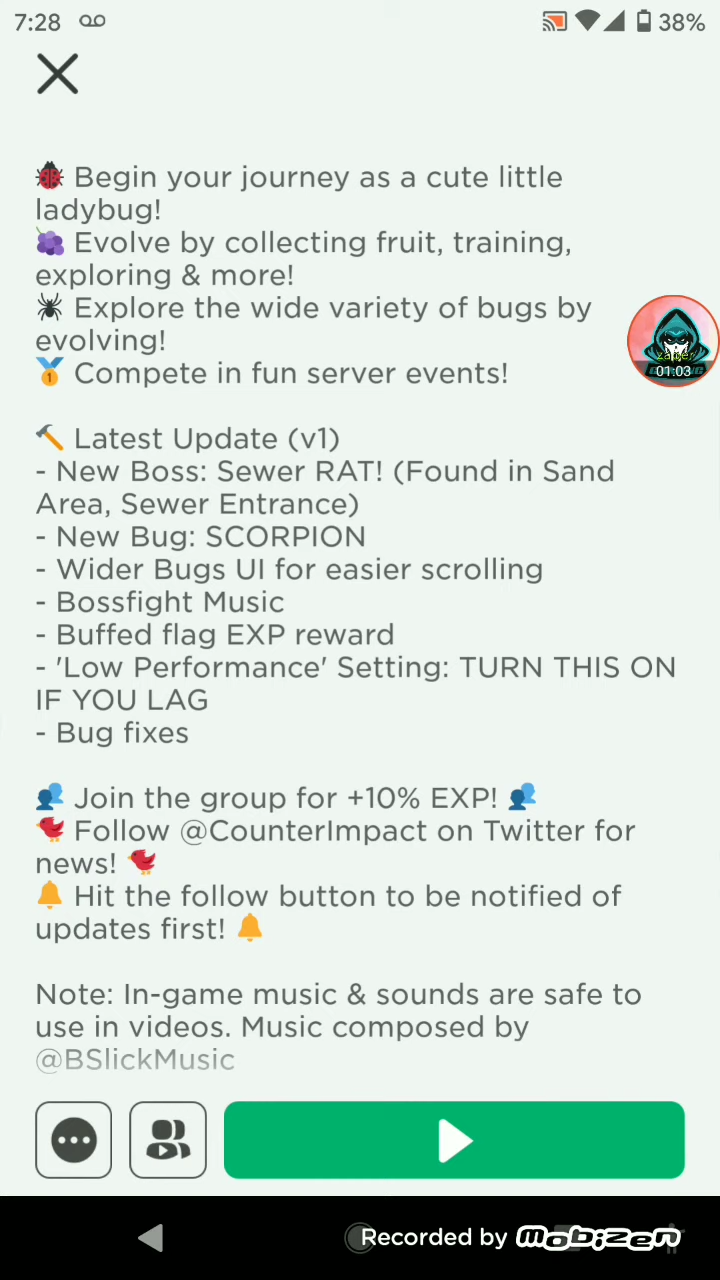 7:28 38%
🐞 Begin your journey as a cute little
ladybug!
🍇 Evolve by collecting fruit, training,
exploring & more!
🕷 Explore the wide variety of bugs by
evolving!
🥇 Compete in fun server events!
01:03
🔨 Latest Update (v1)
- New Boss: Sewer RAT! (Found in Sand
Area, Sewer Entrance)
- New Bug: SCORPION
- Wider Bugs UI for easier scrolling
- Bossfight Music
- Buffed flag EXP reward
- 'Low Performance' Setting: TURN THIS ON
IF YOU LAG
- Bug fixes
👥 Join the group for +10% EXP! 👥
🐦 Follow @CounterImpact on Twitter for
news! 🐦
🔔 Hit the follow button to be notified of
updates first! 🔔
Note: In-game music & sounds are safe to
use in videos. Music composed by
@BSlickMusic
Recorded by mobizen